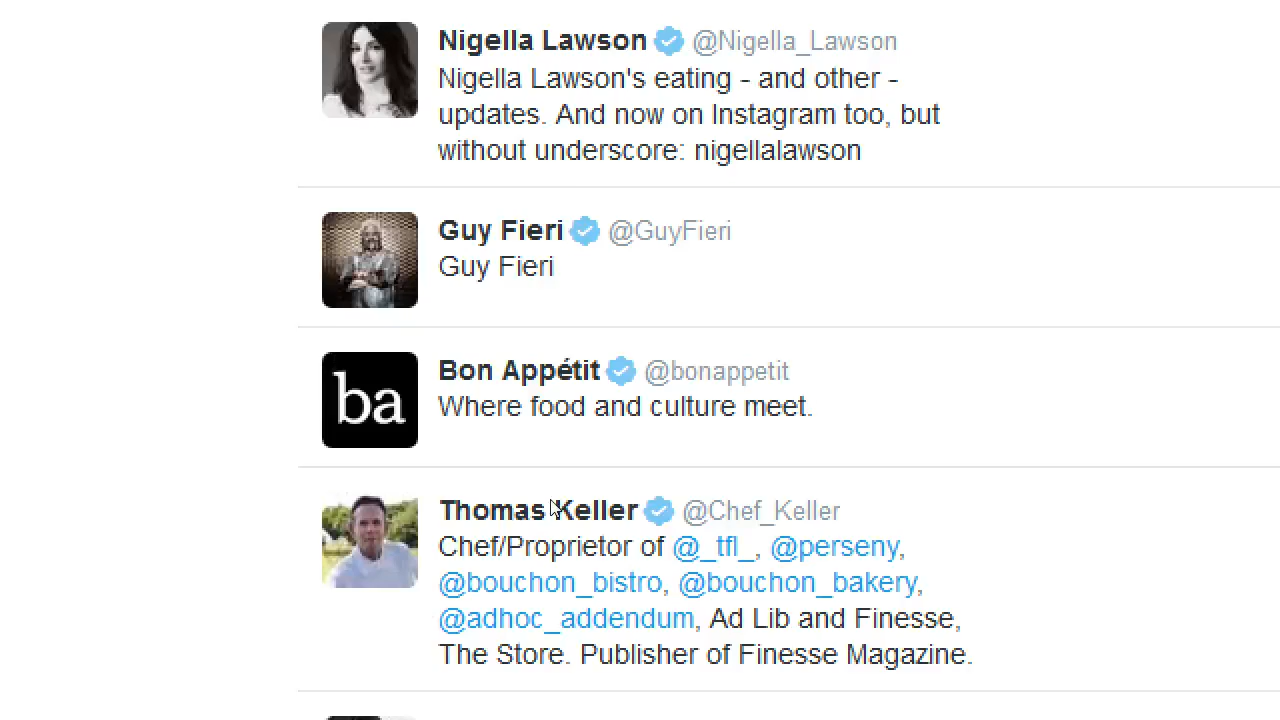 Nigella Lawson @Nigella_Lawson
Nigella Lawson's eating - and other -
updates. And now on Instagram too, but
without underscore: nigellalawson
Guy Fieri @GuyFieri
Guy Fieri
ba
Bon Appétit @bonappetit
Where food and culture meet.
Thomas Keller @Chef_Keller
Chef/Proprietor of @_tfl_, @perseny,
@bouchon_bistro, @bouchon_bakery,
@adhoc_addendum, Ad Lib and Finesse,
The Store. Publisher of Finesse Magazine.